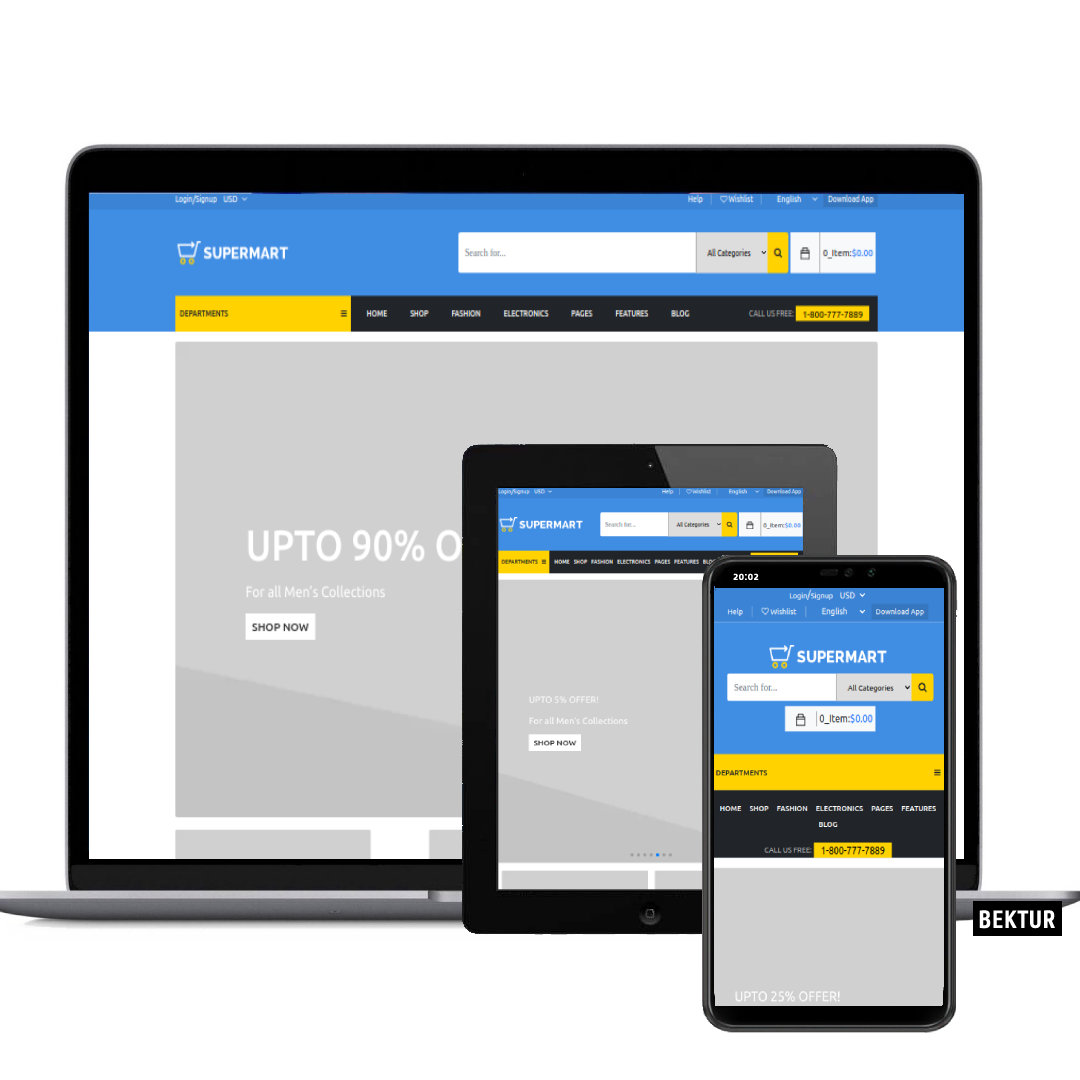 Login/Signup USD
Help Wishlist English Download App
SUPERMART
Search for... All Categories 0_Item:$0.00
DEPARTMENTS HOME SHOP FASHION ELECTRONICS PAGES FEATURES BLOG CALL US FREE: 1-800-777-7889
UPTO 90% O
For all Men's Collections
SHOP NOW
Login/Signup USD Help Wishlist English Download App
SUPERMART Search for... All Categories 0_Item:$0.00
DEPARTMENTS HOME SHOP FASHION ELECTRONICS PAGES FEATURES
UPTO 5% OFFER!
For all Men's Collections
SHOP NOW
20:02
Login/Signup USD
Help Wishlist English Download App
SUPERMART
Search for... All Categories
0_Item:$0.00
DEPARTMENTS
HOME SHOP FASHION ELECTRONICS PAGES FEATURES
BLOG
CALL US FREE: 1-800-777-7889
UPTO 25% OFFER!
BEKTUR